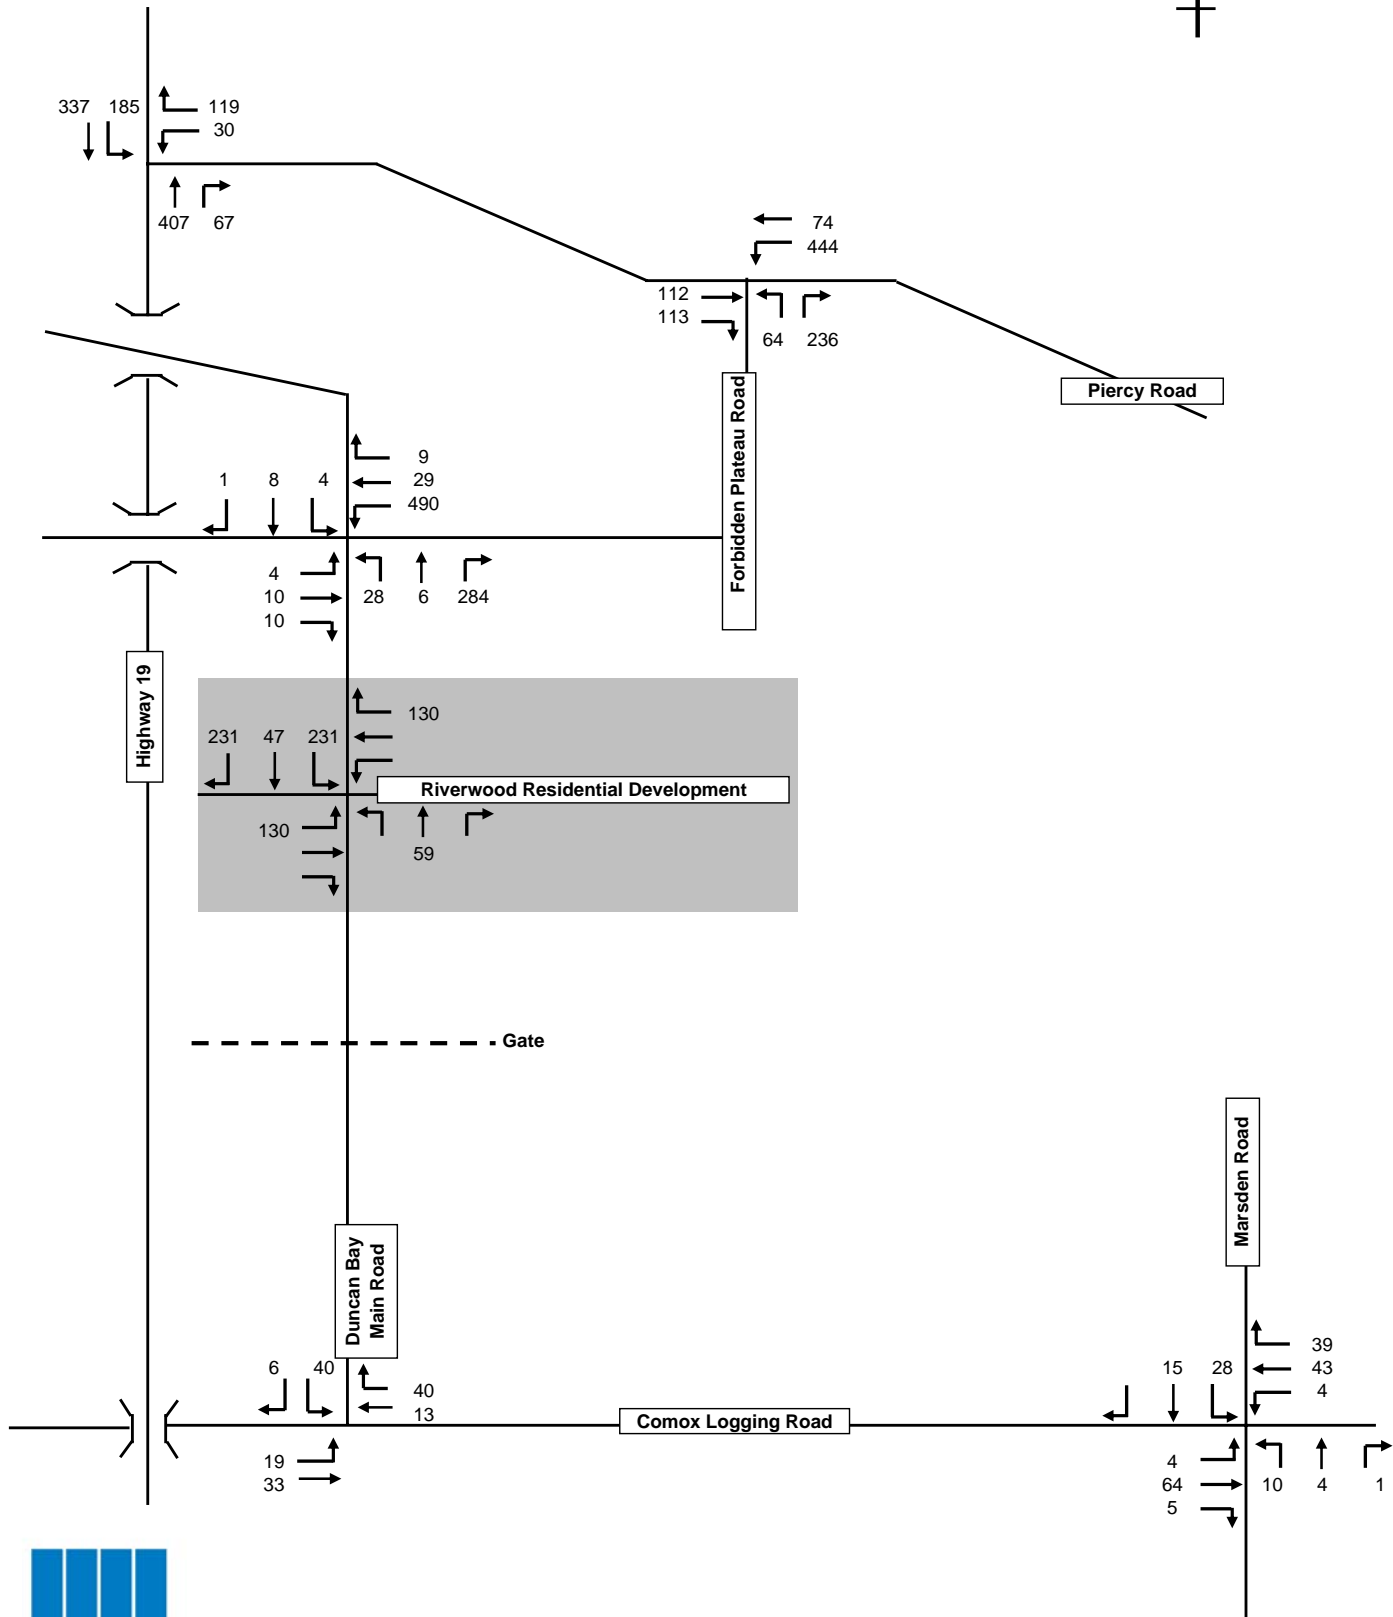 337 185 119
30
407 67
74
444
112
113
64 236
Piercy Road
Forbidden Plateau Road
9
1 8 4 29
490
4
10 28 6 284
10
Highway 19
130
231 47 231
Riverwood Residential Development
130
59
Gate
Marsden Road
Duncan Bay
Main Road
39
6 40 15 28 43
40 4
13
Comox Logging Road
19 4
33 64 10 4 1
5